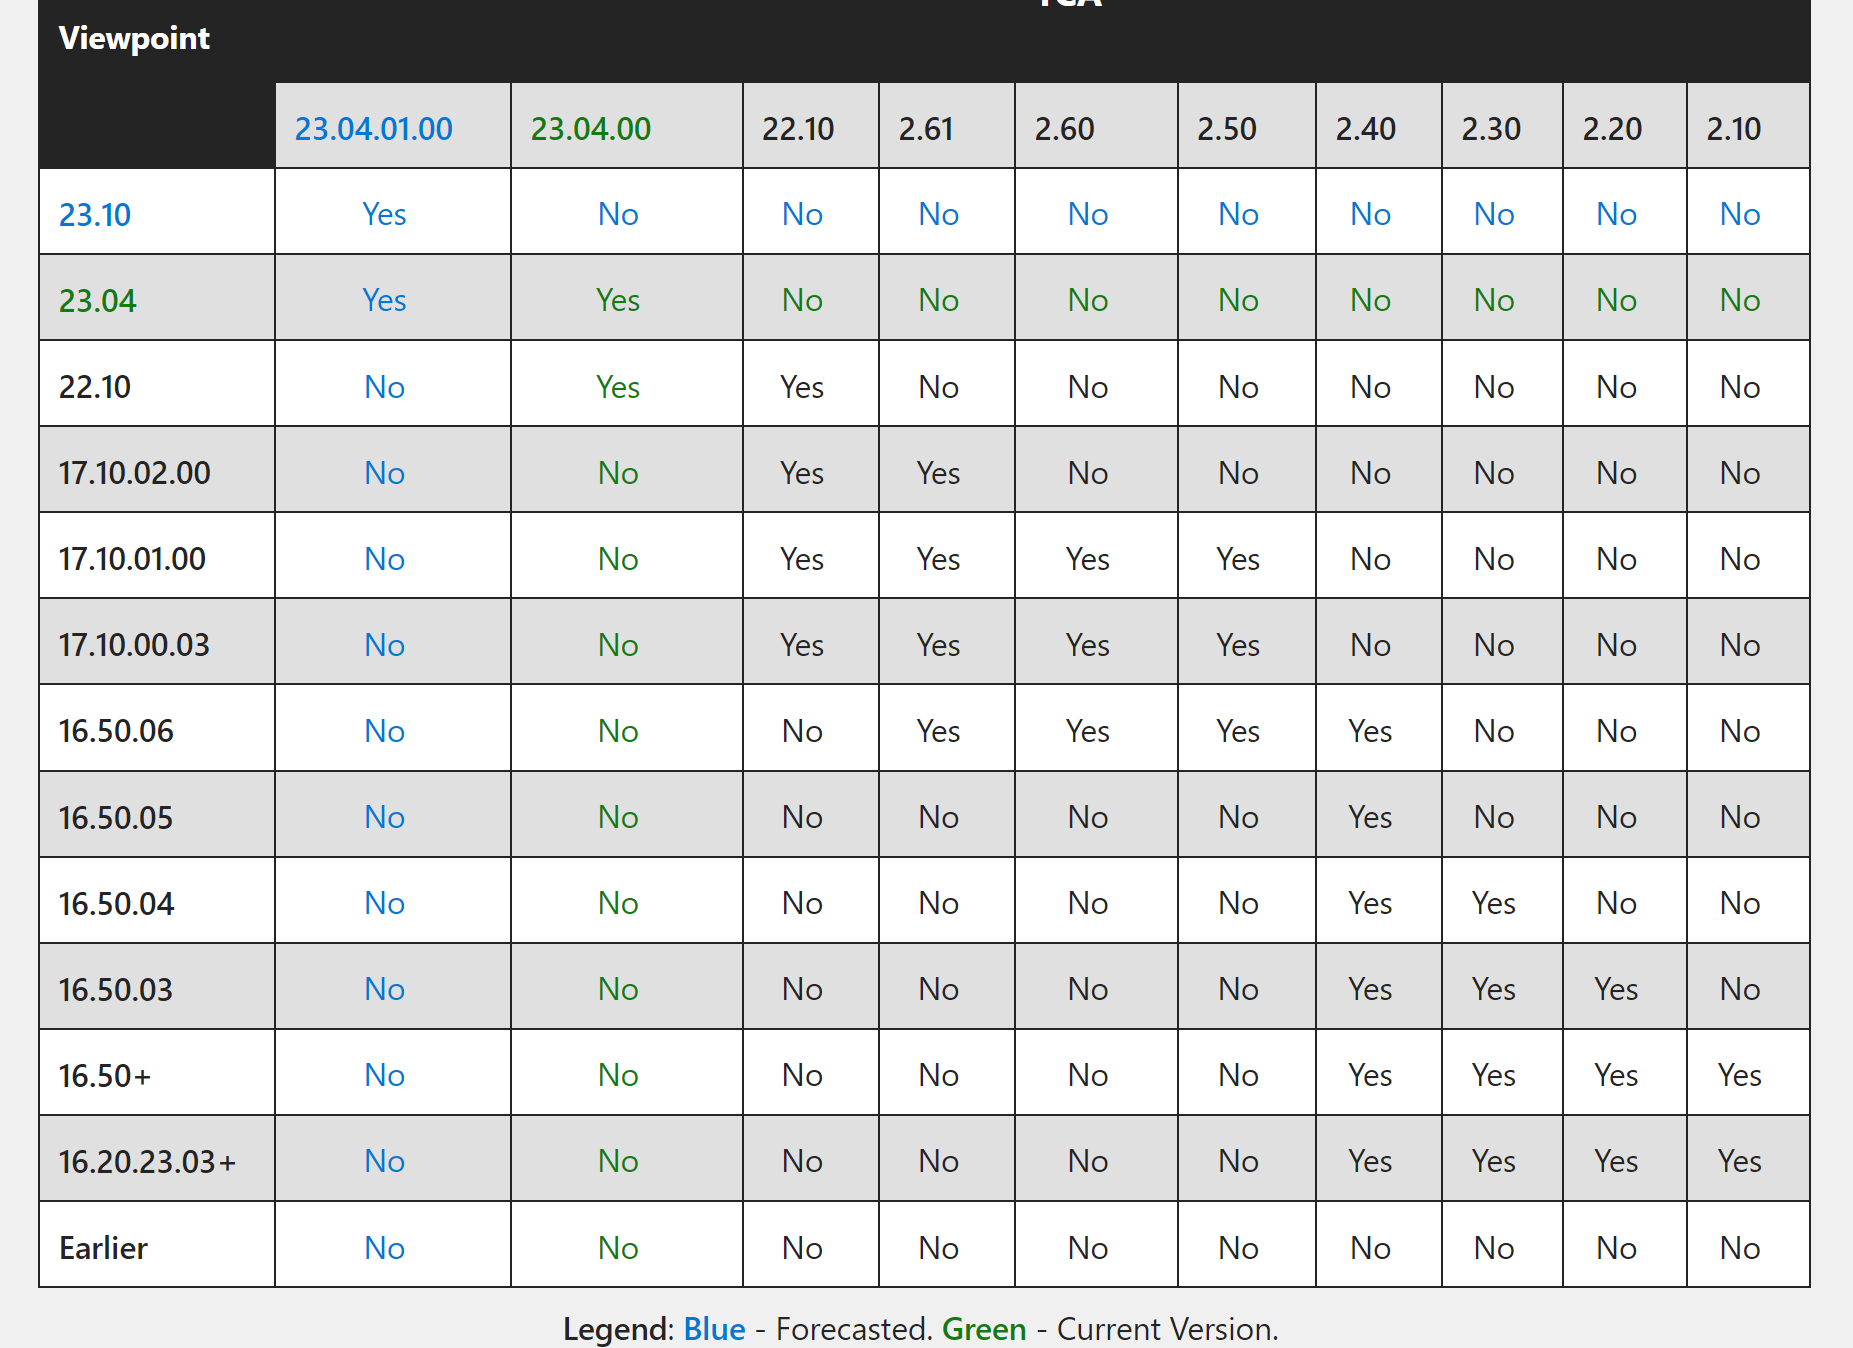 Viewpoint
23.04.01.00 23.04.00 22.10 2.61 2.60 2.50 2.40 2.30 2.20 2.10
23.10 Yes No No No No No No No No No
23.04 Yes Yes No No No No No No No No
22.10 No Yes Yes No No No No No No No
17.10.02.00 No No Yes Yes No No No No No No
17.10.01.00 No No Yes Yes Yes Yes No No No No
17.10.00.03 No No Yes Yes Yes Yes No No No No
16.50.06 No No No Yes Yes Yes Yes No No No
16.50.05 No No No No No No Yes No No No
16.50.04 No No No No No No Yes Yes No No
16.50.03 No No No No No No Yes Yes Yes No
16.50+ No No No No No No Yes Yes Yes Yes
16.20.23.03+ No No No No No No Yes Yes Yes Yes
Earlier No No No No No No No No No No
Legend: Blue - Forecasted. Green - Current Version.